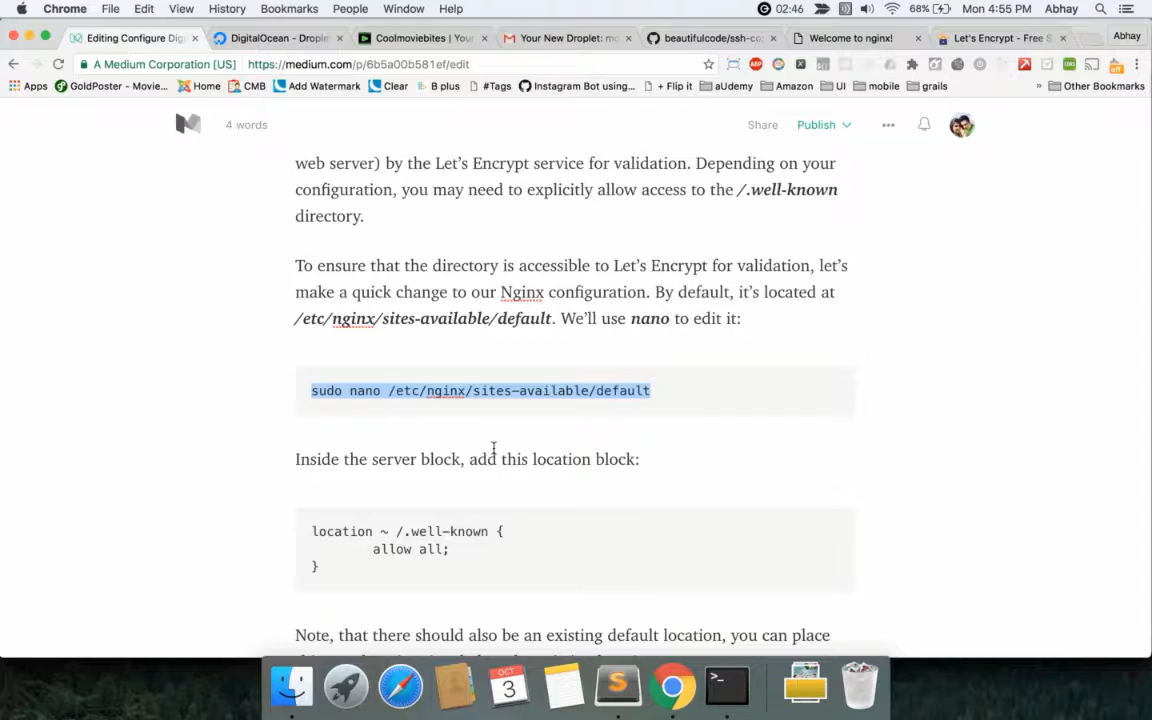 Chrome File Edit View History Bookmarks People Window Help 02:46 68% Mon 4:55 PM Abhay
Editing Configure Dig DigitalOcean - Drople Coolmoviebites | Your Your New Droplet: mo beautifulcode/ssh-co Welcome to nginx! Let's Encrypt - Free S Abhay
A Medium Corporation [US] https://medium.com/p/6b5a00b581ef/edit
Apps GoldPoster - Movie... Home CMB Add Watermark Clear B plus #Tags Instagram Bot using... + Flip it aUdemy Amazon UI mobile grails » Other Bookmarks
4 words Share Publish
web server) by the Let’s Encrypt service for validation. Depending on your
configuration, you may need to explicitly allow access to the /.well-known
directory.
To ensure that the directory is accessible to Let’s Encrypt for validation, let’s
make a quick change to our Nginx configuration. By default, it’s located at
/etc/nginx/sites-available/default. We’ll use nano to edit it:
sudo nano /etc/nginx/sites-available/default
Inside the server block, add this location block:
location ~ /.well-known {
allow all;
}
Note, that there should also be an existing default location, you can place
OCT
3